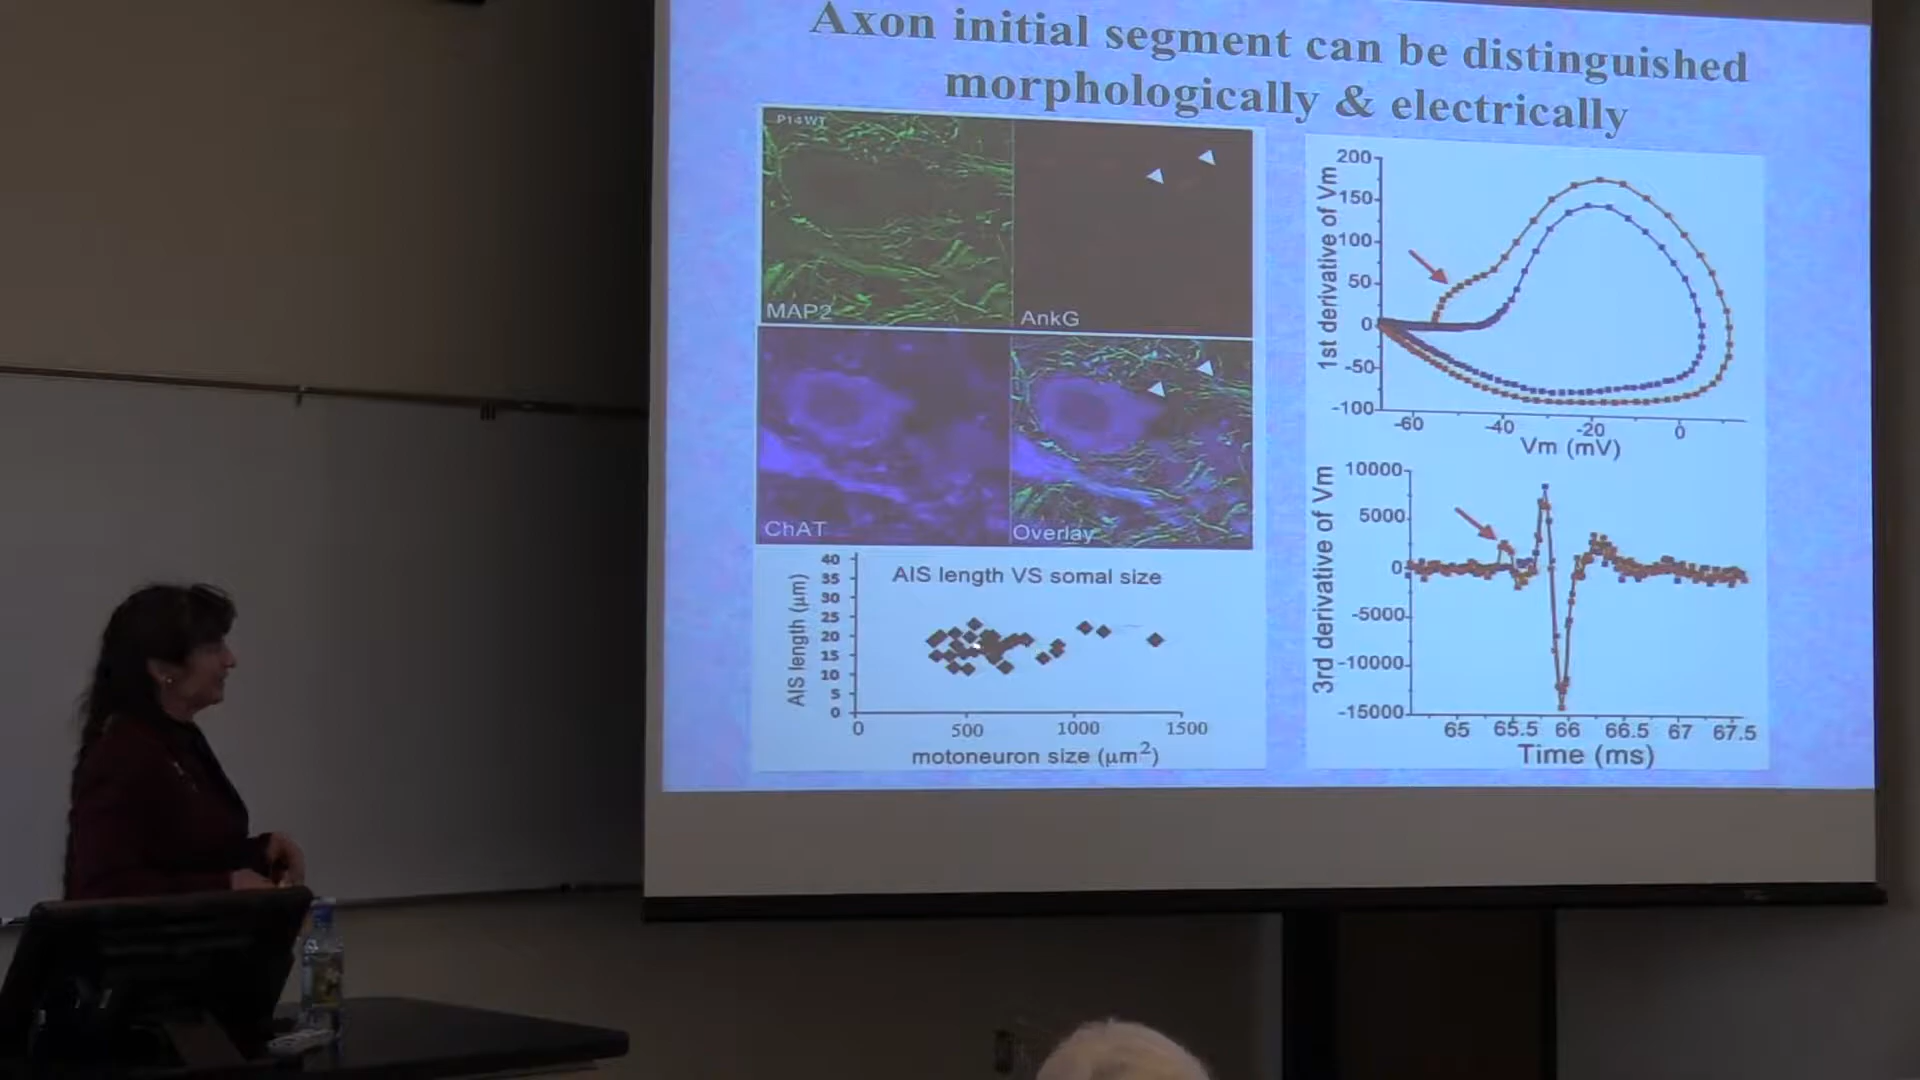 Axon initial segment can be distinguished
morphologically & electrically
P14WT
MAP2
AnkG
ChAT
Overlay
AIS length VS somal size
AIS length (μm)
40
35
30
25
20
15
10
5
0
0 500 1000 1500
motoneuron size (μm²)
1st derivative of Vm
200
150
100
50
0
-50
-100
-60 -40 -20 0
Vm (mV)
3rd derivative of Vm
10000
5000
0
-5000
-10000
-15000
65 65.5 66 66.5 67 67.5
Time (ms)